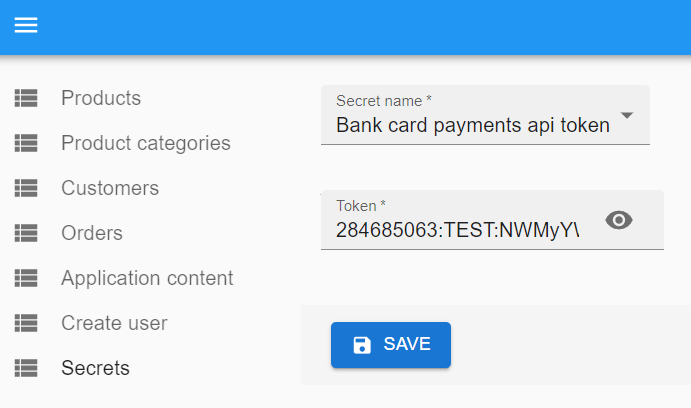 Products
Product categories
Customers
Orders
Application content
Create user
Secrets
Secret name *
Bank card payments api token
Token *
284685063:TEST:NWMyY
SAVE